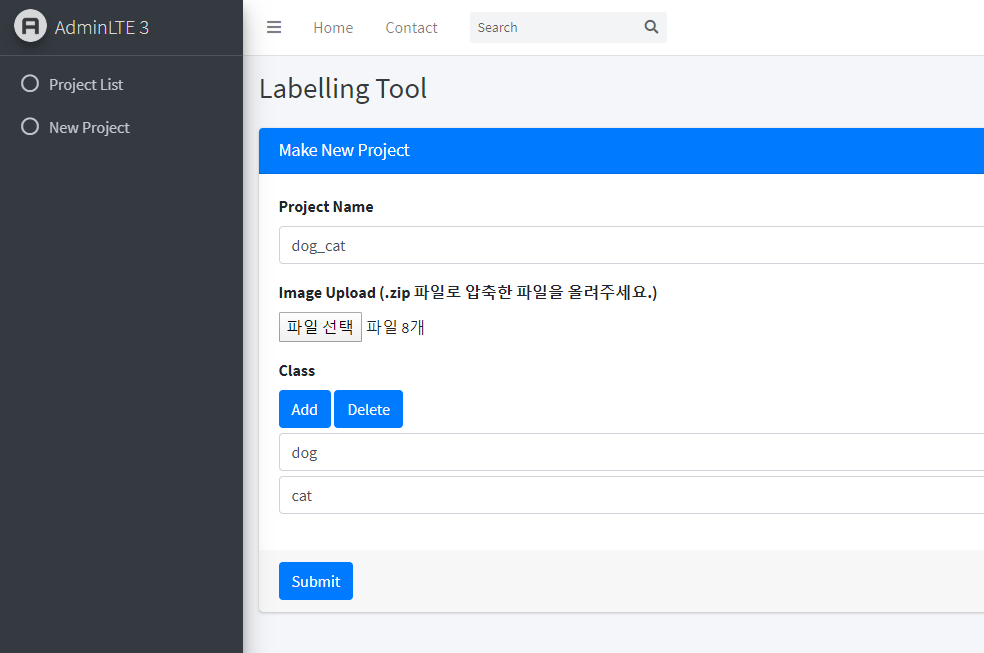 AdminLTE 3
Home Contact Search
Project List
New Project
Labelling Tool
Make New Project
Project Name
dog_cat
Image Upload (.zip 파일로 압축한 파일을 올려주세요.)
파일 선택 파일 8개
Class
Add Delete
dog
cat
Submit